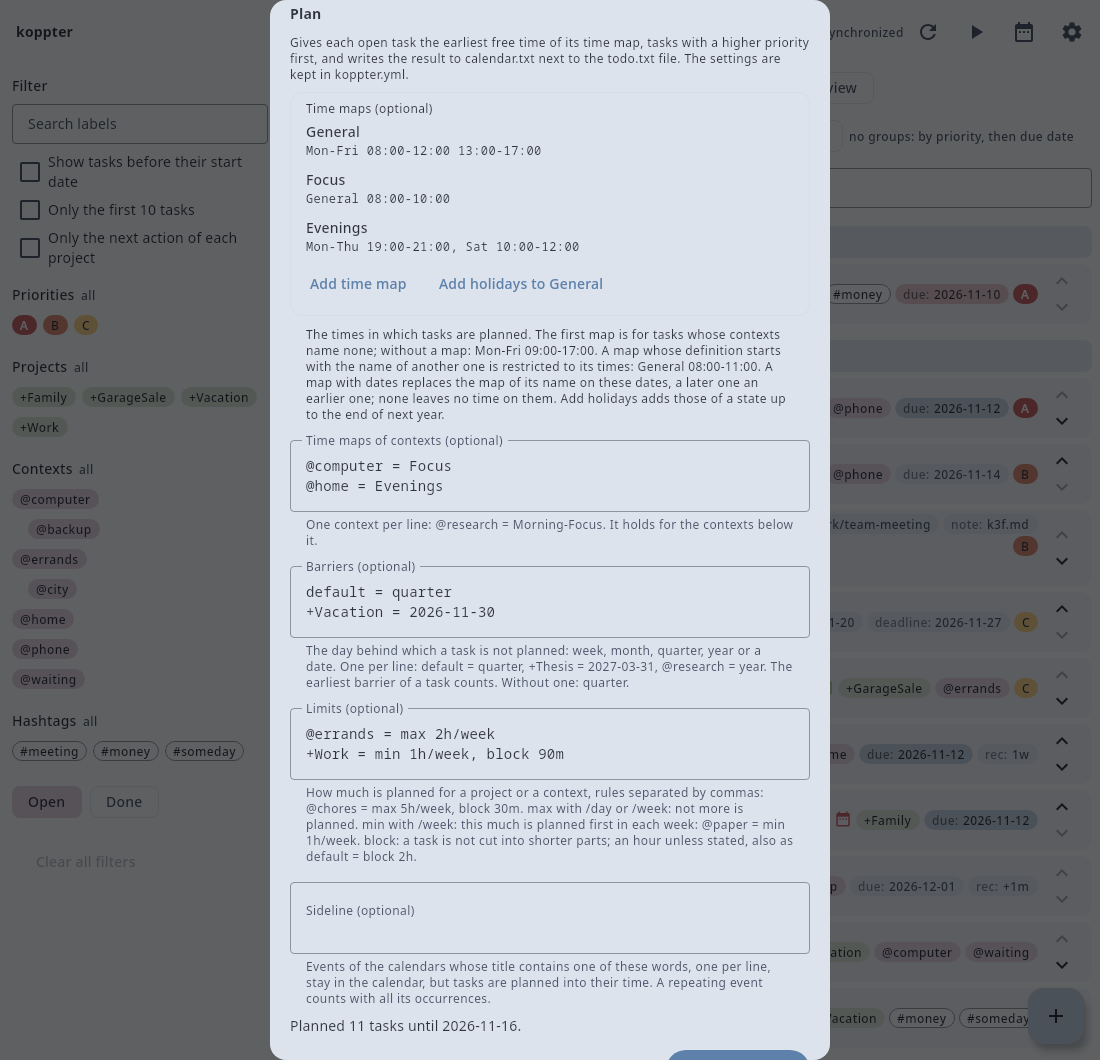 koppter
ynchronized
Filter
Search labels
Show tasks before their start
date
Only the first 10 tasks
Only the next action of each
project
Priorities all
A B C
Projects all
+Family +GarageSale +Vacation
+Work
Contexts all
@computer
@backup
@errands
@city
@home
@phone
@waiting
Hashtags all
#meeting #money #someday
Open Done
Clear all filters
Plan
Gives each open task the earliest free time of its time map, tasks with a higher priority
first, and writes the result to calendar.txt next to the todo.txt file. The settings are
kept in koppter.yml.
Time maps (optional)
General
Mon-Fri 08:00-12:00 13:00-17:00
Focus
General 08:00-10:00
Evenings
Mon-Thu 19:00-21:00, Sat 10:00-12:00
Add time map Add holidays to General
The times in which tasks are planned. The first map is for tasks whose contexts
name none; without a map: Mon-Fri 09:00-17:00. A map whose definition starts
with the name of another one is restricted to its times: General 08:00-11:00. A
map with dates replaces the map of its name on these dates, a later one an
earlier one; none leaves no time on them. Add holidays adds those of a state up
to the end of next year.
Time maps of contexts (optional)
@computer = Focus
@home = Evenings
One context per line: @research = Morning-Focus. It holds for the contexts below
it.
Barriers (optional)
default = quarter
+Vacation = 2026-11-30
The day behind which a task is not planned: week, month, quarter, year or a
date. One per line: default = quarter, +Thesis = 2027-03-31, @research = year. The
earliest barrier of a task counts. Without one: quarter.
Limits (optional)
@errands = max 2h/week
+Work = min 1h/week, block 90m
How much is planned for a project or a context, rules separated by commas:
@chores = max 5h/week, block 30m. max with /day or /week: not more is
planned. min with /week: this much is planned first in each week: @paper = min
1h/week. block: a task is not cut into shorter parts; an hour unless stated, also as
default = block 2h.
Sideline (optional)
Events of the calendars whose title contains one of these words, one per line,
stay in the calendar, but tasks are planned into their time. A repeating event
counts with all its occurrences.
Planned 11 tasks until 2026-11-16.
view
no groups: by priority, then due date
#money due: 2026-11-10 A
@phone due: 2026-11-12 A
@phone due: 2026-11-14 B
k/team-meeting note: k3f.md
B
1-20 deadline: 2026-11-27 C
+GarageSale @errands C
me due: 2026-11-12 rec: 1w
+Family due: 2026-11-12
p due: 2026-12-01 rec: +1m
ation @computer @waiting
Vacation #money #someday